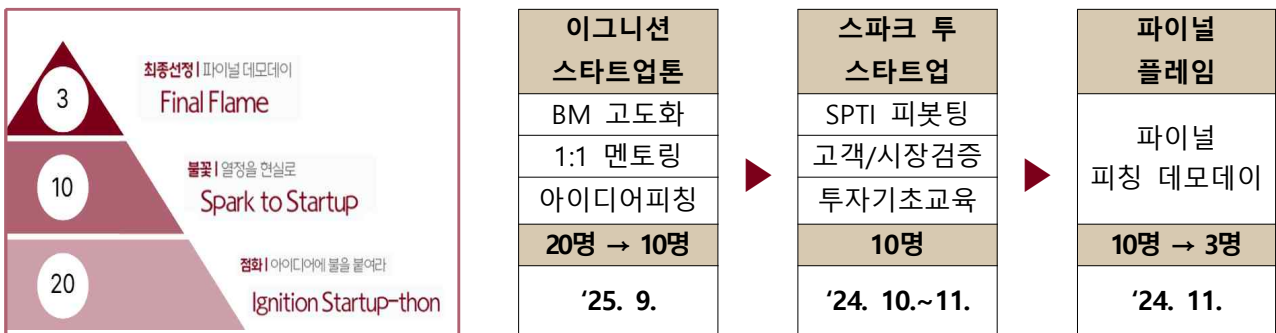 3
최종선정 | 파이널 데모데이
Final Flame
10
불꽃 | 열정을 현실로
Spark to Startup
20
점화 | 아이디어에 불을 붙여라
Ignition Startup-thon
이그니션
스타트업톤
BM 고도화
1:1 멘토링
아이디어피칭
20명 → 10명
‘25. 9.
▶
스파크 투
스타트업
SPTI 피봇팅
고객/시장검증
투자기초교육
10명
‘24. 10.~11.
▶
파이널
플레임
파이널
피칭 데모데이
10명 → 3명
‘24. 11.